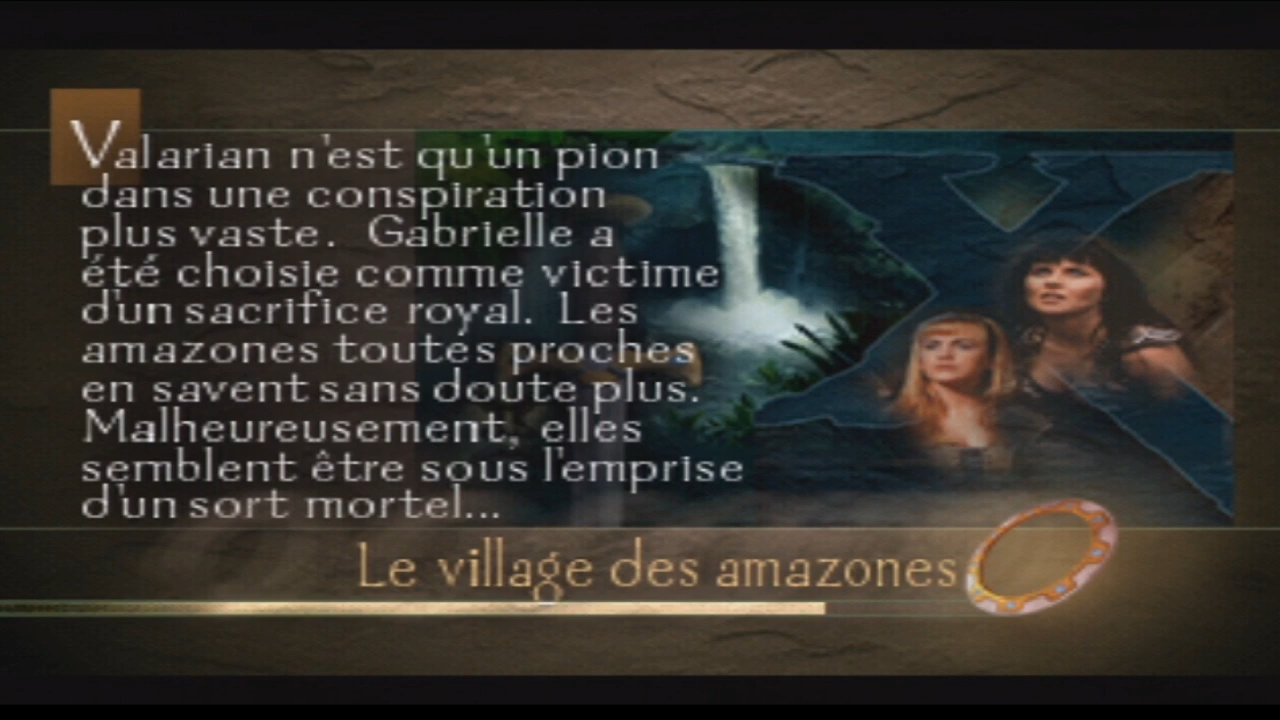 Valarian n'est qu'un pion
dans une conspiration
plus vaste. Gabrielle a
été choisie comme victime
d'un sacrifice royal. Les
amazones toutes proches
en savent sans doute plus.
Malheureusement, elles
semblent être sous l'emprise
d'un sort mortel...
Le village des amazones